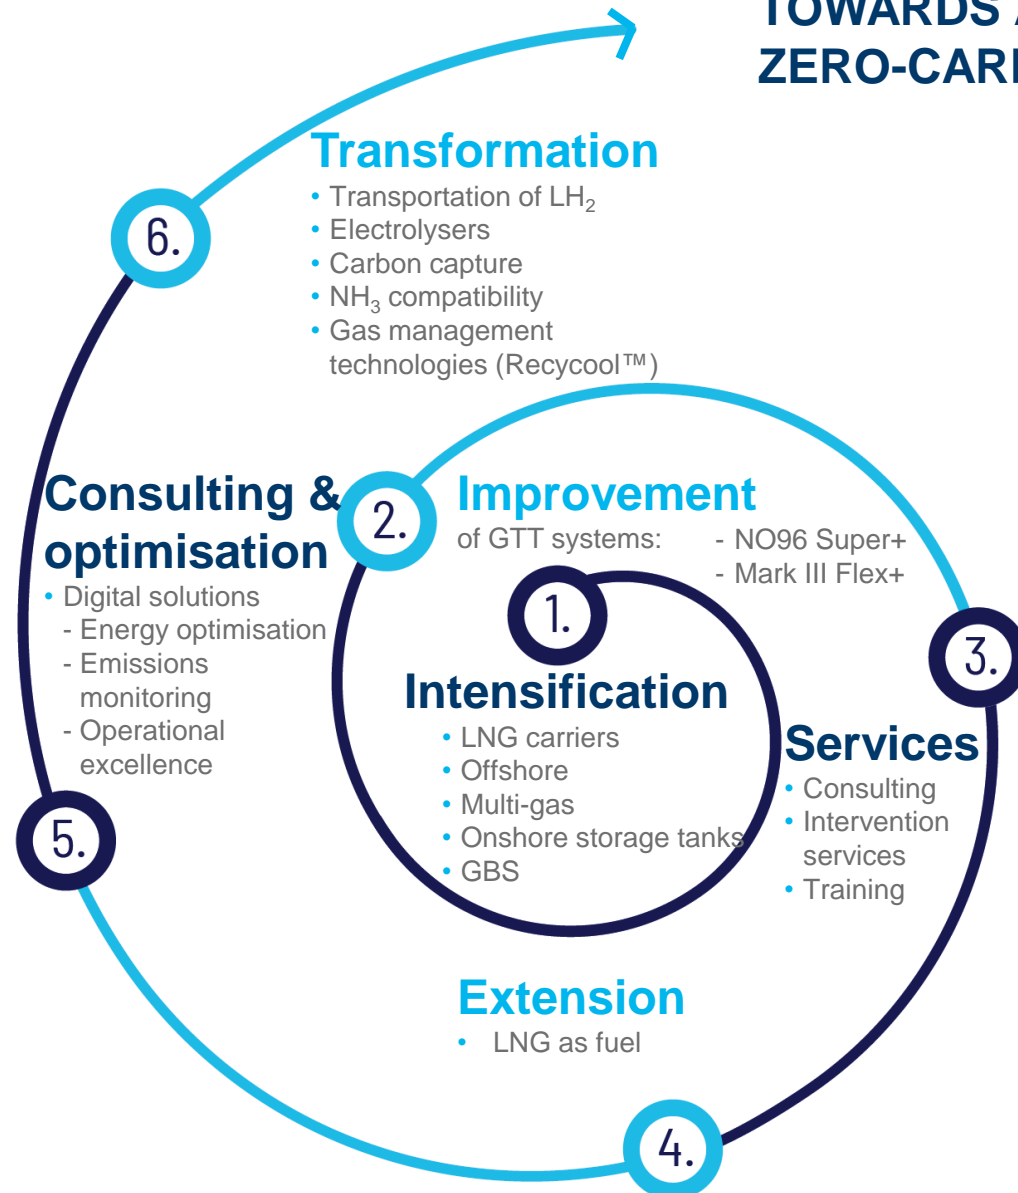 TOWARDS A
ZERO-CAR
Transformation
• Transportation of LH₂
• Electrolysers
• Carbon capture
• NH₃ compatibility
• Gas management
technologies (Recycool™)
6.
Consulting &
optimisation
• Digital solutions
- Energy optimisation
- Emissions
monitoring
- Operational
excellence
2.
Improvement
of GTT systems:
- NO96 Super+
- Mark III Flex+
1.
Intensification
• LNG carriers
• Offshore
• Multi-gas
• Onshore storage tanks
• GBS
3.
Services
• Consulting
• Intervention
services
• Training
5.
Extension
• LNG as fuel
4.